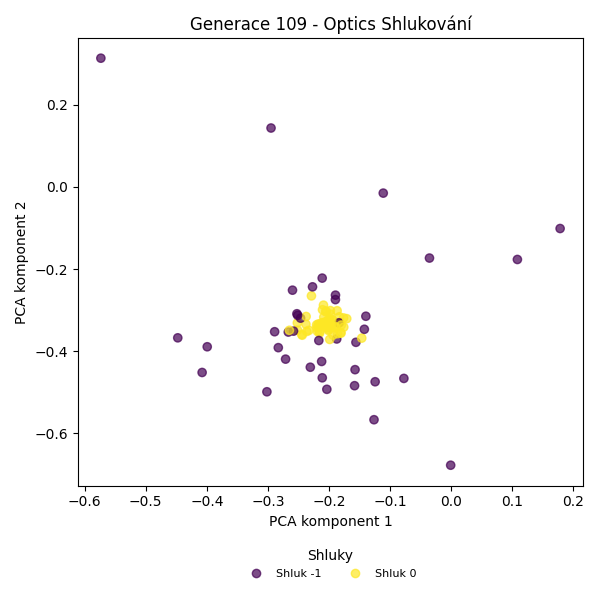 Generace 109 - Optics Shlukování
PCA komponent 2
0.2
0.0
−0.2
−0.4
−0.6
−0.6 −0.5 −0.4 −0.3 −0.2 −0.1 0.0 0.1 0.2
PCA komponent 1
Shluky
Shluk -1 Shluk 0